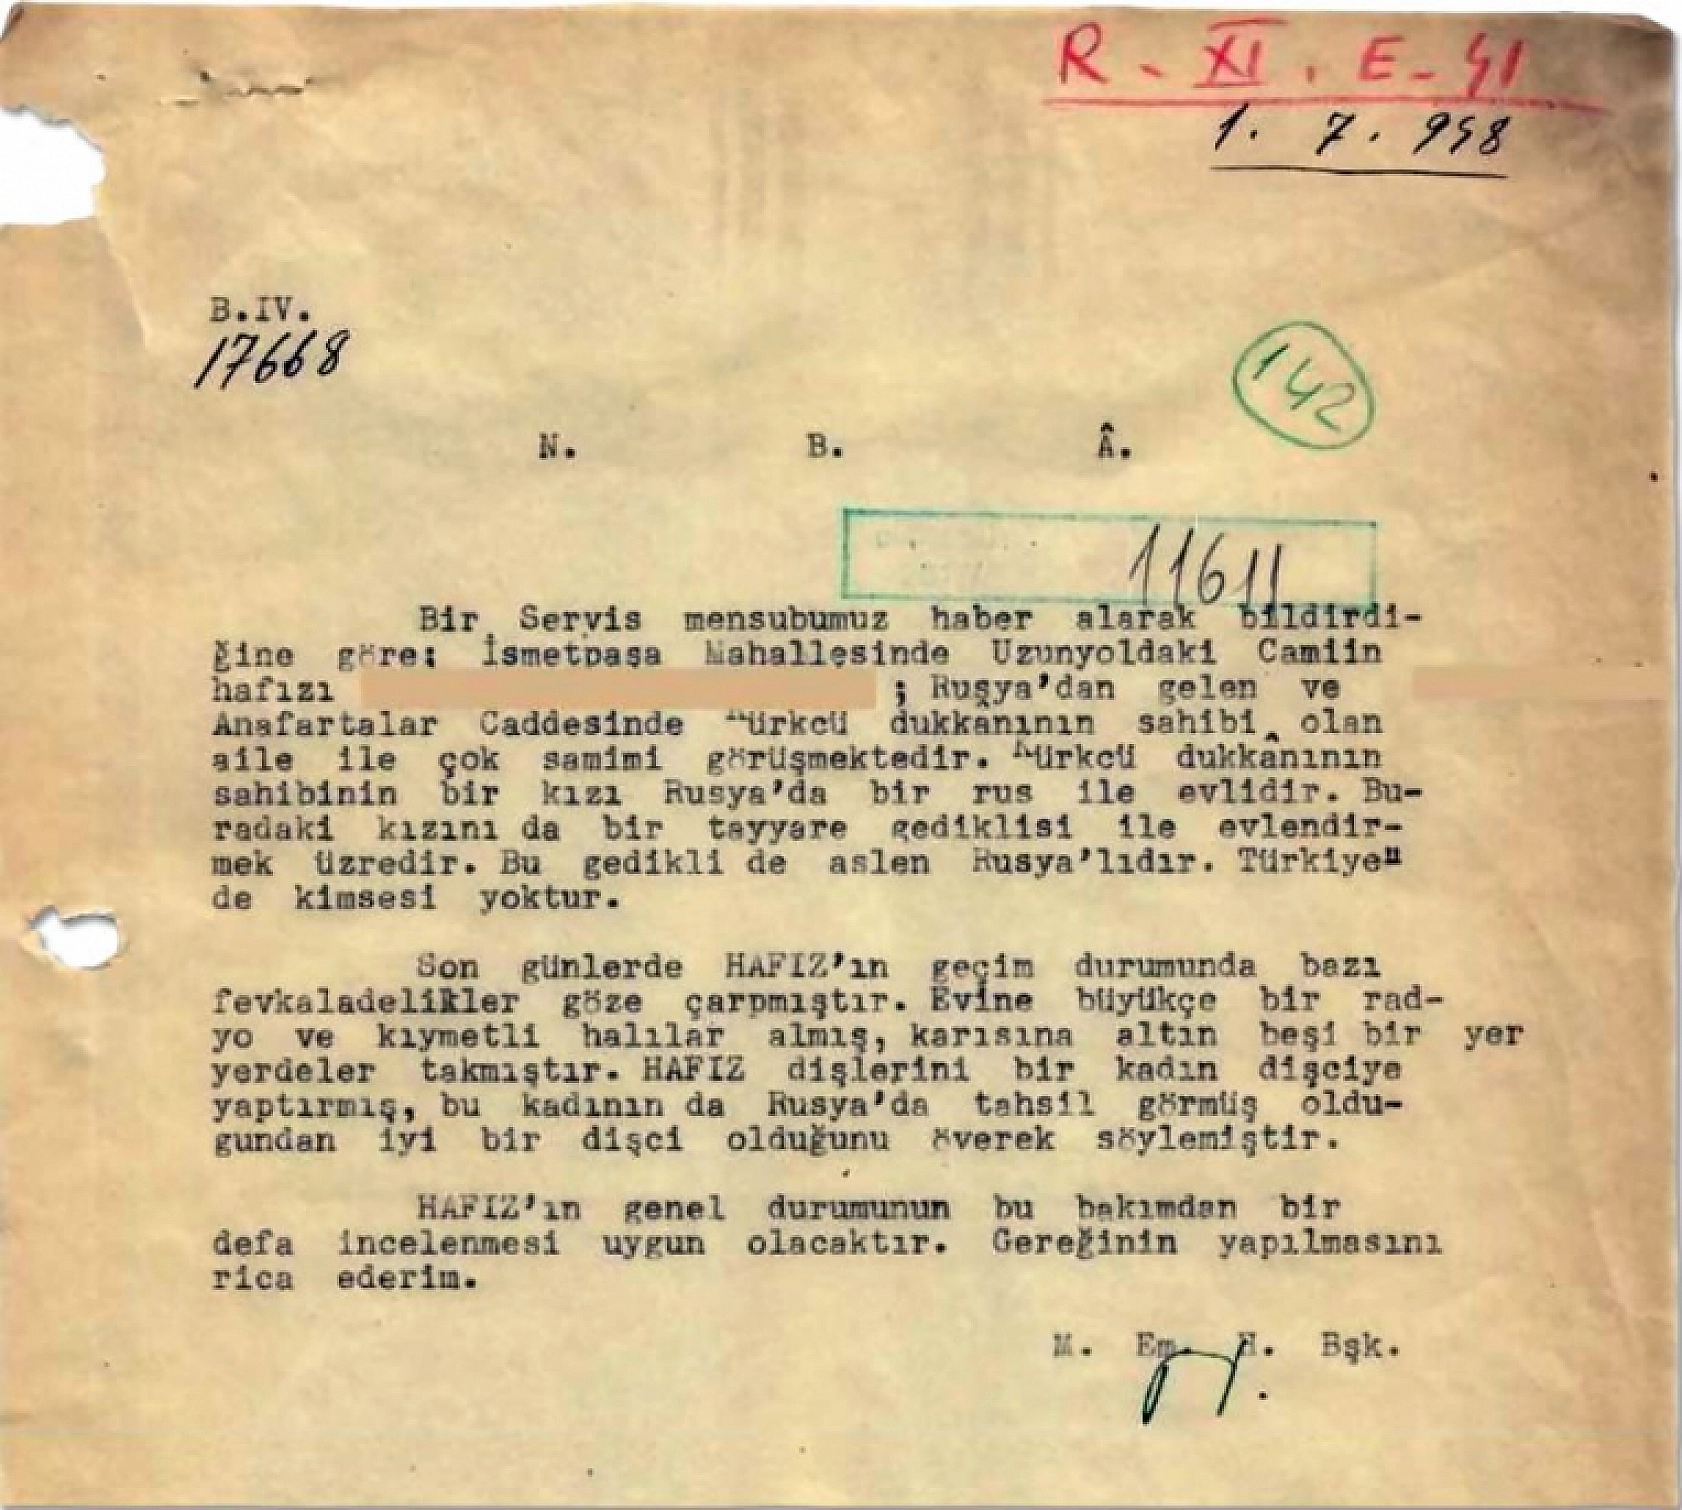 R. XI. E-41
1. 7. 958
B.IV.
17668
142
N. B. Â.
11611
Bir Servis mensubumuz haber alarak bildirdi-
ğine göre; İsmetpaşa Mahallesinde Uzunyoldaki Camiin
hafızı ; Rusya'dan gelen ve
Anafartalar Caddesinde Kürkcü dukkanının sahibi olan
aile ile çok samimi görüşmektedir. Kürkcü dukkanının
sahibinin bir kızı Rusya'da bir rus ile evlidir. Bu-
radaki kızını da bir tayyare gediklisi ile evlendir-
mek üzredir. Bu gedikli de aslen Rusya'lıdır. Türkiye"
de kimsesi yoktur.
Son günlerde HAFIZ'ın geçim durumunda bazı
fevkaladelikler göze çarpmıştır. Evine büyükçe bir rad-
yo ve kıymetli halılar almış, karısına altın beşi bir yer
yerdeler takmıştır. HAFIZ dişlerini bir kadın dişciye
yaptırmış, bu kadının da Rusya'da tahsil görmüş oldu-
gundan iyi bir dişci olduğunu överek söylemiştir.
HAFIZ'ın genel durumunun bu bakımdan bir
defa incelenmesi uygun olacaktır. Gereğinin yapılmasını
rica ederim.
M. Em. H. Bşk.